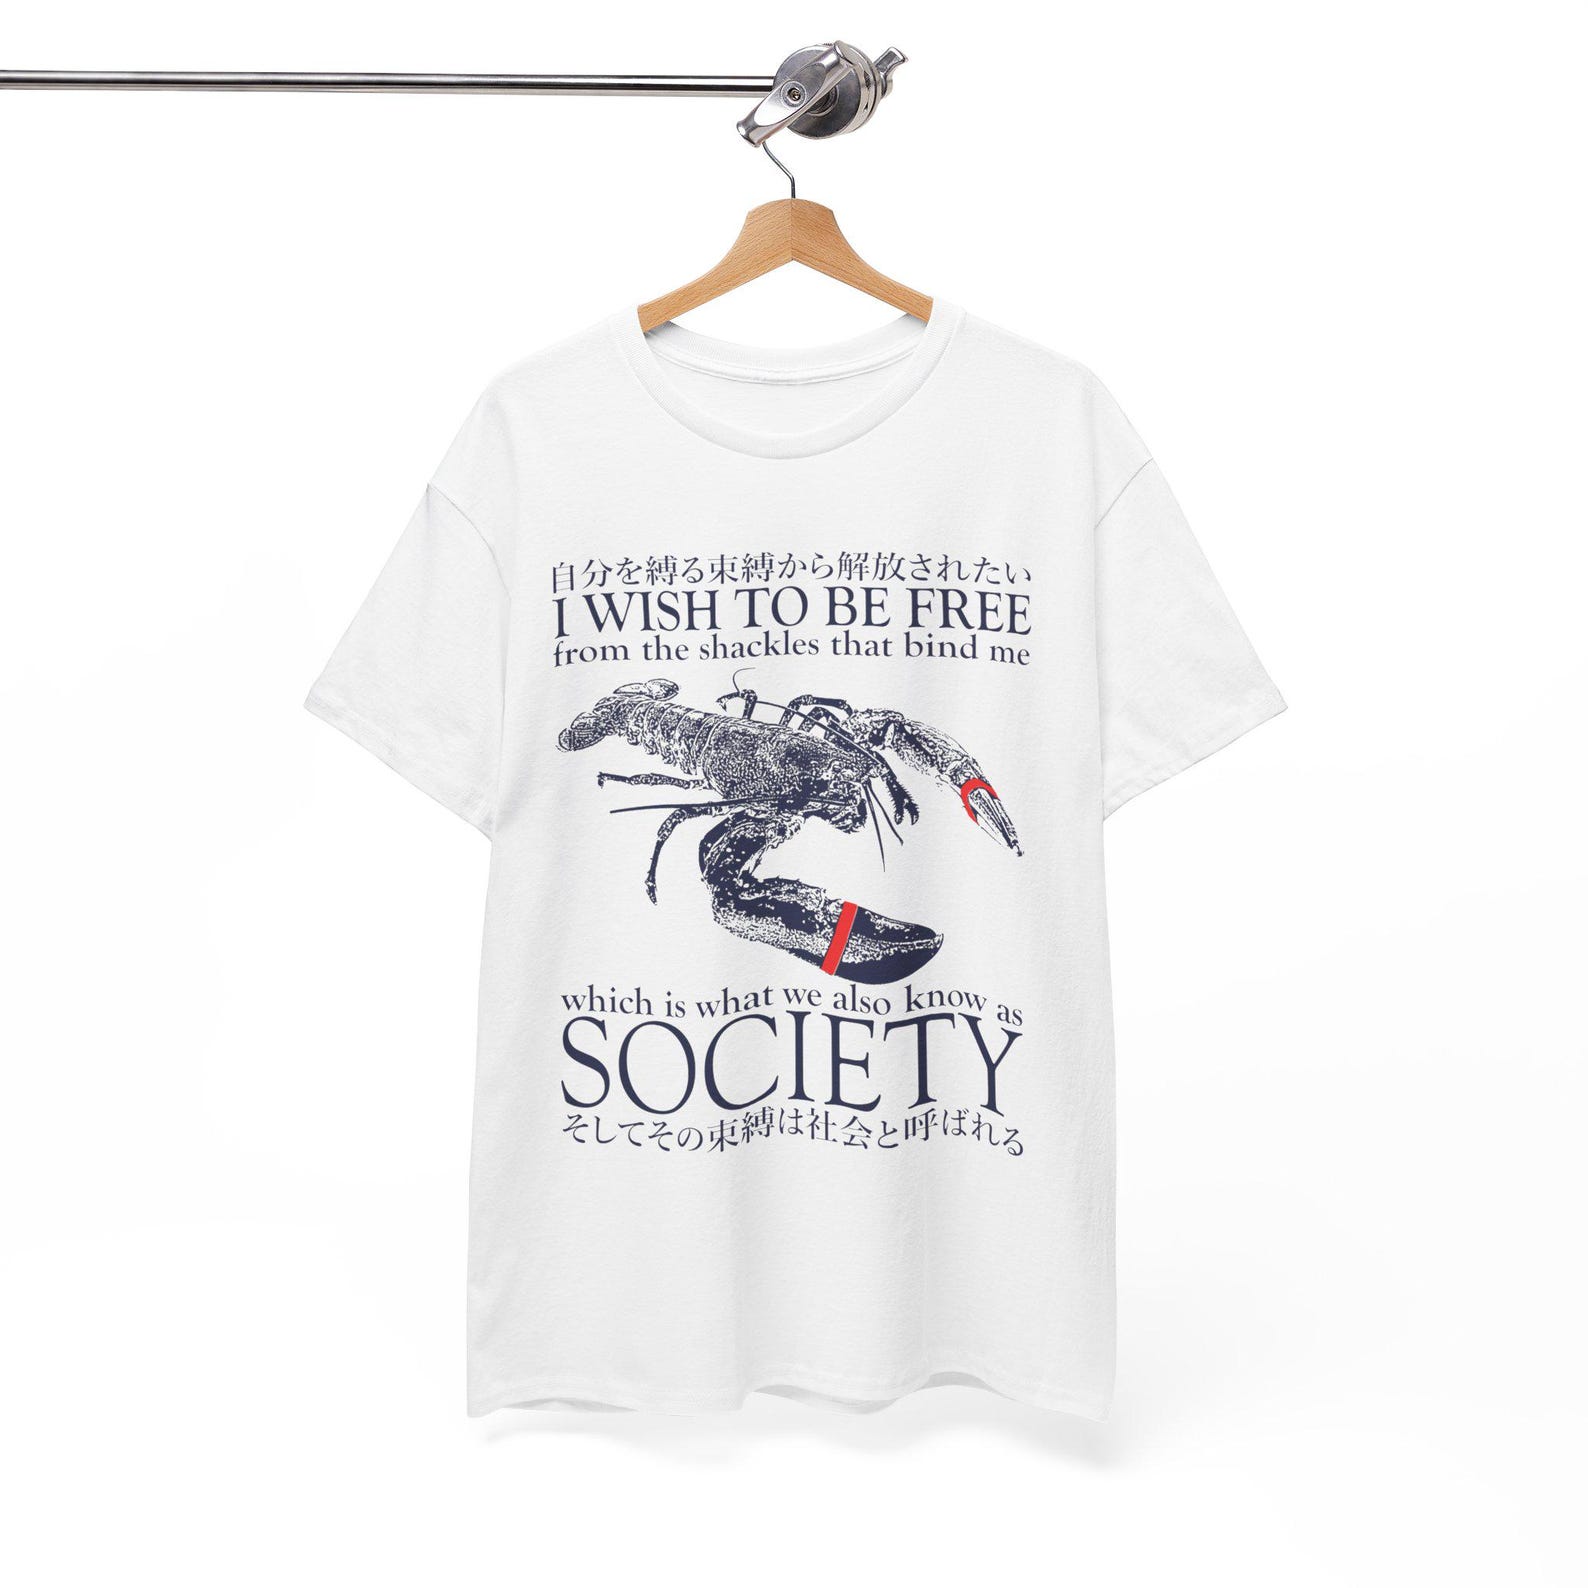 自分を縛る束縛から解放されたい
I WISH TO BE FREE
from the shackles that bind me
which is what we also know as
SOCIETY
そしてその束縛は社会と呼ばれる